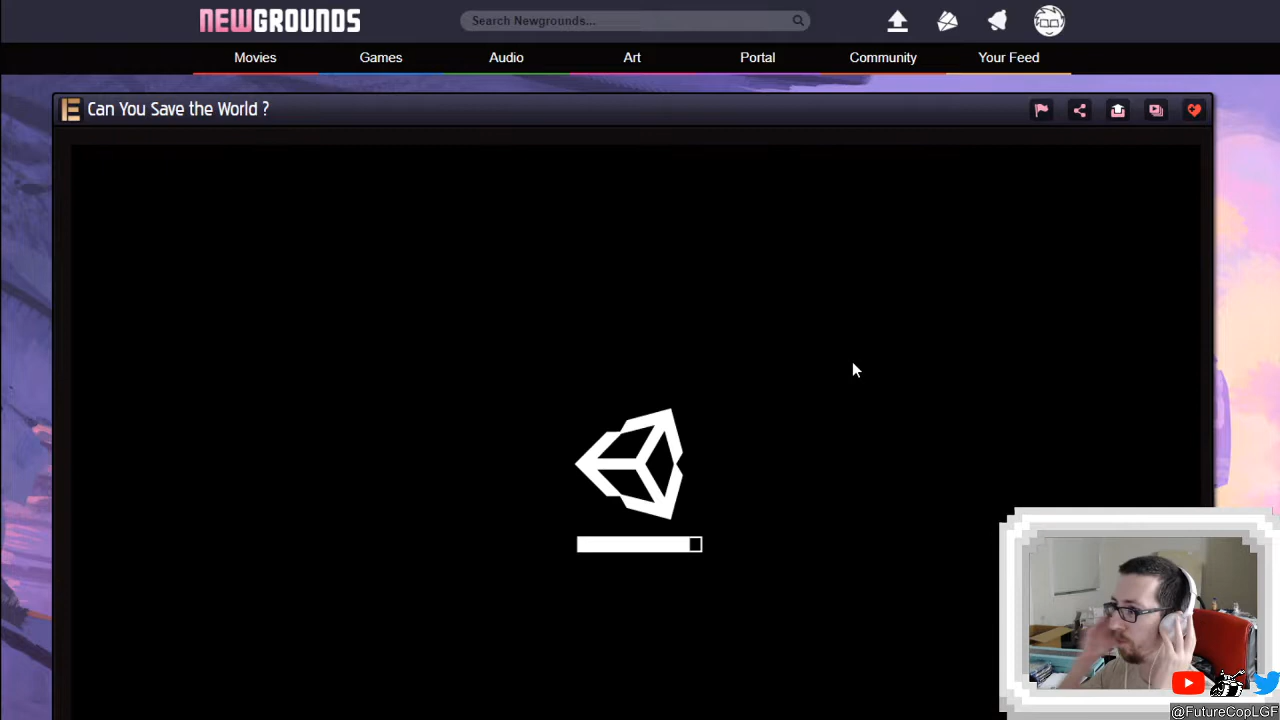 NEWGROUNDS
Search Newgrounds...
Movies
Games
Audio
Art
Portal
Community
Your Feed
E
Can You Save the World ?
@FutureCopLGF